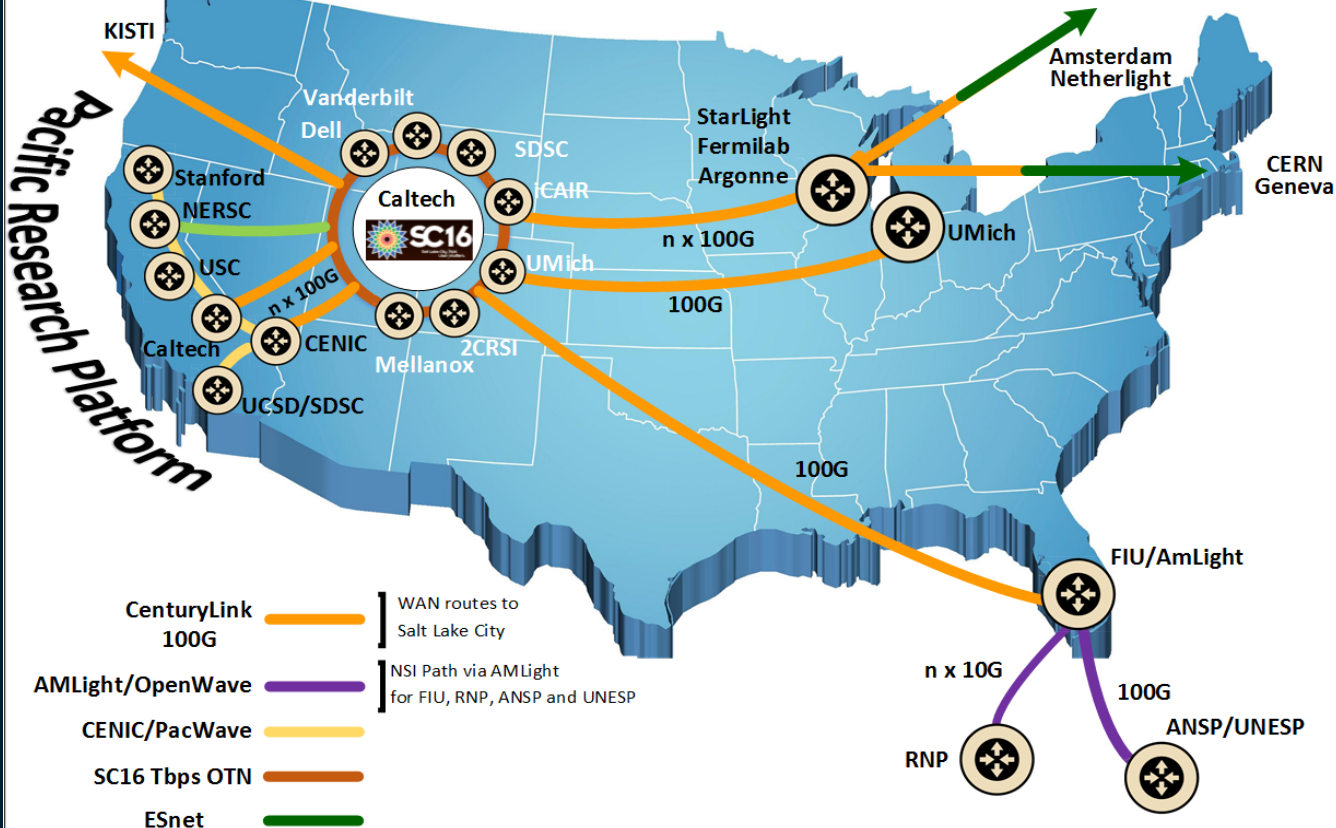 KISTI
Amsterdam
Netherlight
Vanderbilt
Dell
SDSC
StarLight
Fermilab
Argonne
CERN
Geneva
Pacific Research Platform
Stanford
NERSC
iCAIR
Caltech
SC16
n x 100G
UMich
USC
UMich
n x 100G
100G
Caltech
CENIC
2CRSI
Mellanox
UCSD/SDSC
100G
FIU/AmLight
CenturyLink
100G
WAN routes to
Salt Lake City
AMLight/OpenWave
NSI Path via AMLight
for FIU, RNP, ANSP and UNESP
n x 10G
100G
CENIC/PacWave
ANSP/UNESP
RNP
SC16 Tbps OTN
ESnet